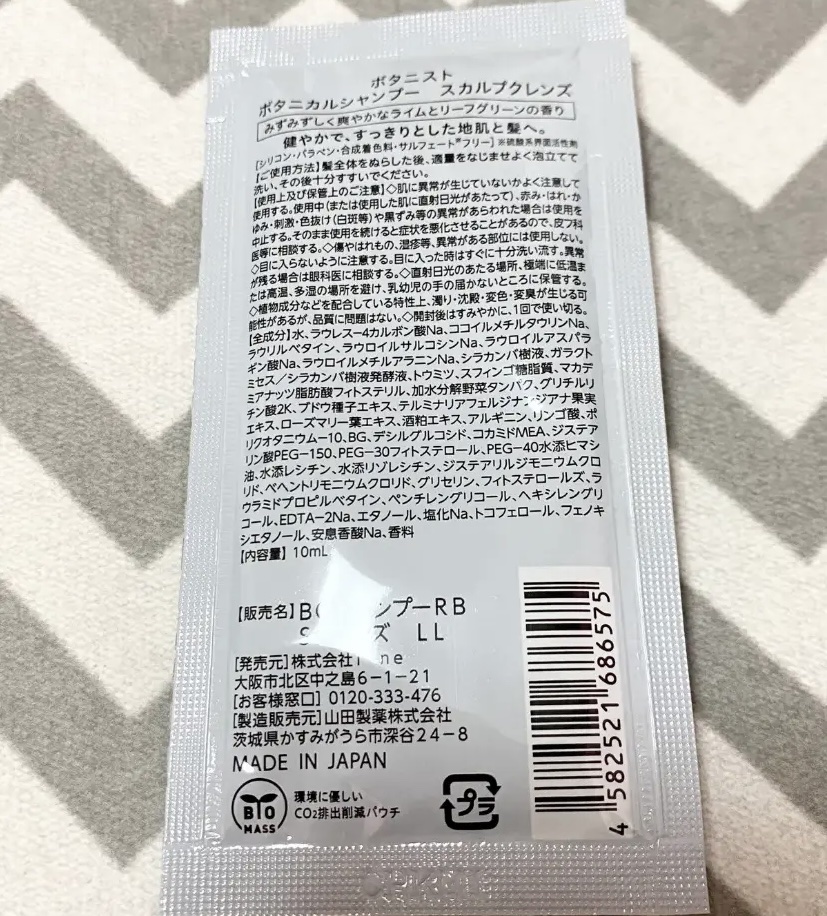 ボタニスト
ボタニカルシャンプー　スカルプクレンズ
みずみずしく爽やかなライムとリーフグリーンの香り
健やかで、すっきりとした地肌と髪へ。
[シリコン・パラベン・合成着色料・サルフェート※フリー] ※硫酸系界面活性剤
【ご使用方法】髪全体をぬらした後、適量をなじませよく泡立てて
洗い、その後十分すすいでください。
【使用上及び保管上のご注意】◇肌に異常が生じていないかよく注意して
使用する。使用中(または使用した肌に直射日光があたって)、赤み・はれ・か
ゆみ・刺激・色抜け(白斑等)や黒ずみ等の異常があらわれた場合は使用を
中止する。そのまま使用を続けると症状を悪化させることがあるので、皮フ科
医等に相談する。◇傷やはれもの、湿疹等、異常がある部位には使用しない。
◇目に入らないように注意する。目に入った時はすぐに十分洗い流す。異常
が残る場合は眼科医に相談する。◇直射日光のあたる場所、極端に低温ま
たは高温、多湿の場所を避け、乳幼児の手の届かないところに保管する。
◇植物成分などを配合している特性上、濁り・沈殿・変色・変臭が生じる可
能性があるが、品質に問題はない。◇開封後はすみやかに、1回で使い切る。
【全成分】水、ラウレス−4カルボン酸Na、ココイルメチルタウリンNa、
ラウリルベタイン、ラウロイルサルコシンNa、ラウロイルアスパラ
ギン酸Na、ラウロイルメチルアラニンNa、シラカンバ樹液、ガラクト
ミセス／シラカンバ樹液発酵液、トウミツ、スフィンゴ糖脂質、マカデ
ミアナッツ脂肪酸フィトステリル、加水分解野菜タンパク、グリチルリ
チン酸2K、ブドウ種子エキス、テルミナリアフェルジナンジアナ果実
エキス、ローズマリー葉エキス、酒粕エキス、アルギニン、リンゴ酸、ポ
リクオタニウム−10、BG、デシルグルコシド、コカミドMEA、ジステア
リン酸PEG−150、PEG−30フィトステロール、PEG−40水添ヒマシ
油、水添レシチン、水添リゾレシチン、ジステアリルジモニウムクロ
リド、ベヘントリモニウムクロリド、グリセリン、フィトステロールズ、ラ
ウラミドプロピルベタイン、ペンチレングリコール、ヘキシレングリ
コール、EDTA−2Na、エタノール、塩化Na、トコフェロール、フェノキ
シエタノール、安息香酸Na、香料
【内容量】10mL
【販売名】B ンプーRB
ズ　LL
[発売元]株式会社I-ne
大阪市北区中之島6−1−21
[お客様窓口] 0120-333-476
[製造販売元]山田製薬株式会社
茨城県かすみがうら市深谷24−8
MADE IN JAPAN
BIO
MASS
環境に優しい
CO2排出削減パウチ
プラ
4 582521 686575